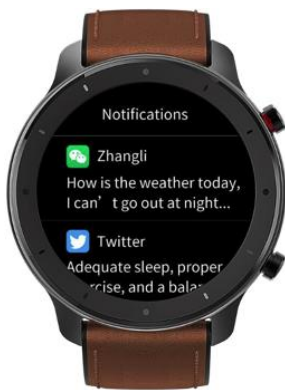 Notifications
Zhangli
How is the weather today,
I can’t go out at night...
Twitter
Adequate sleep, proper
rcise, and a bala